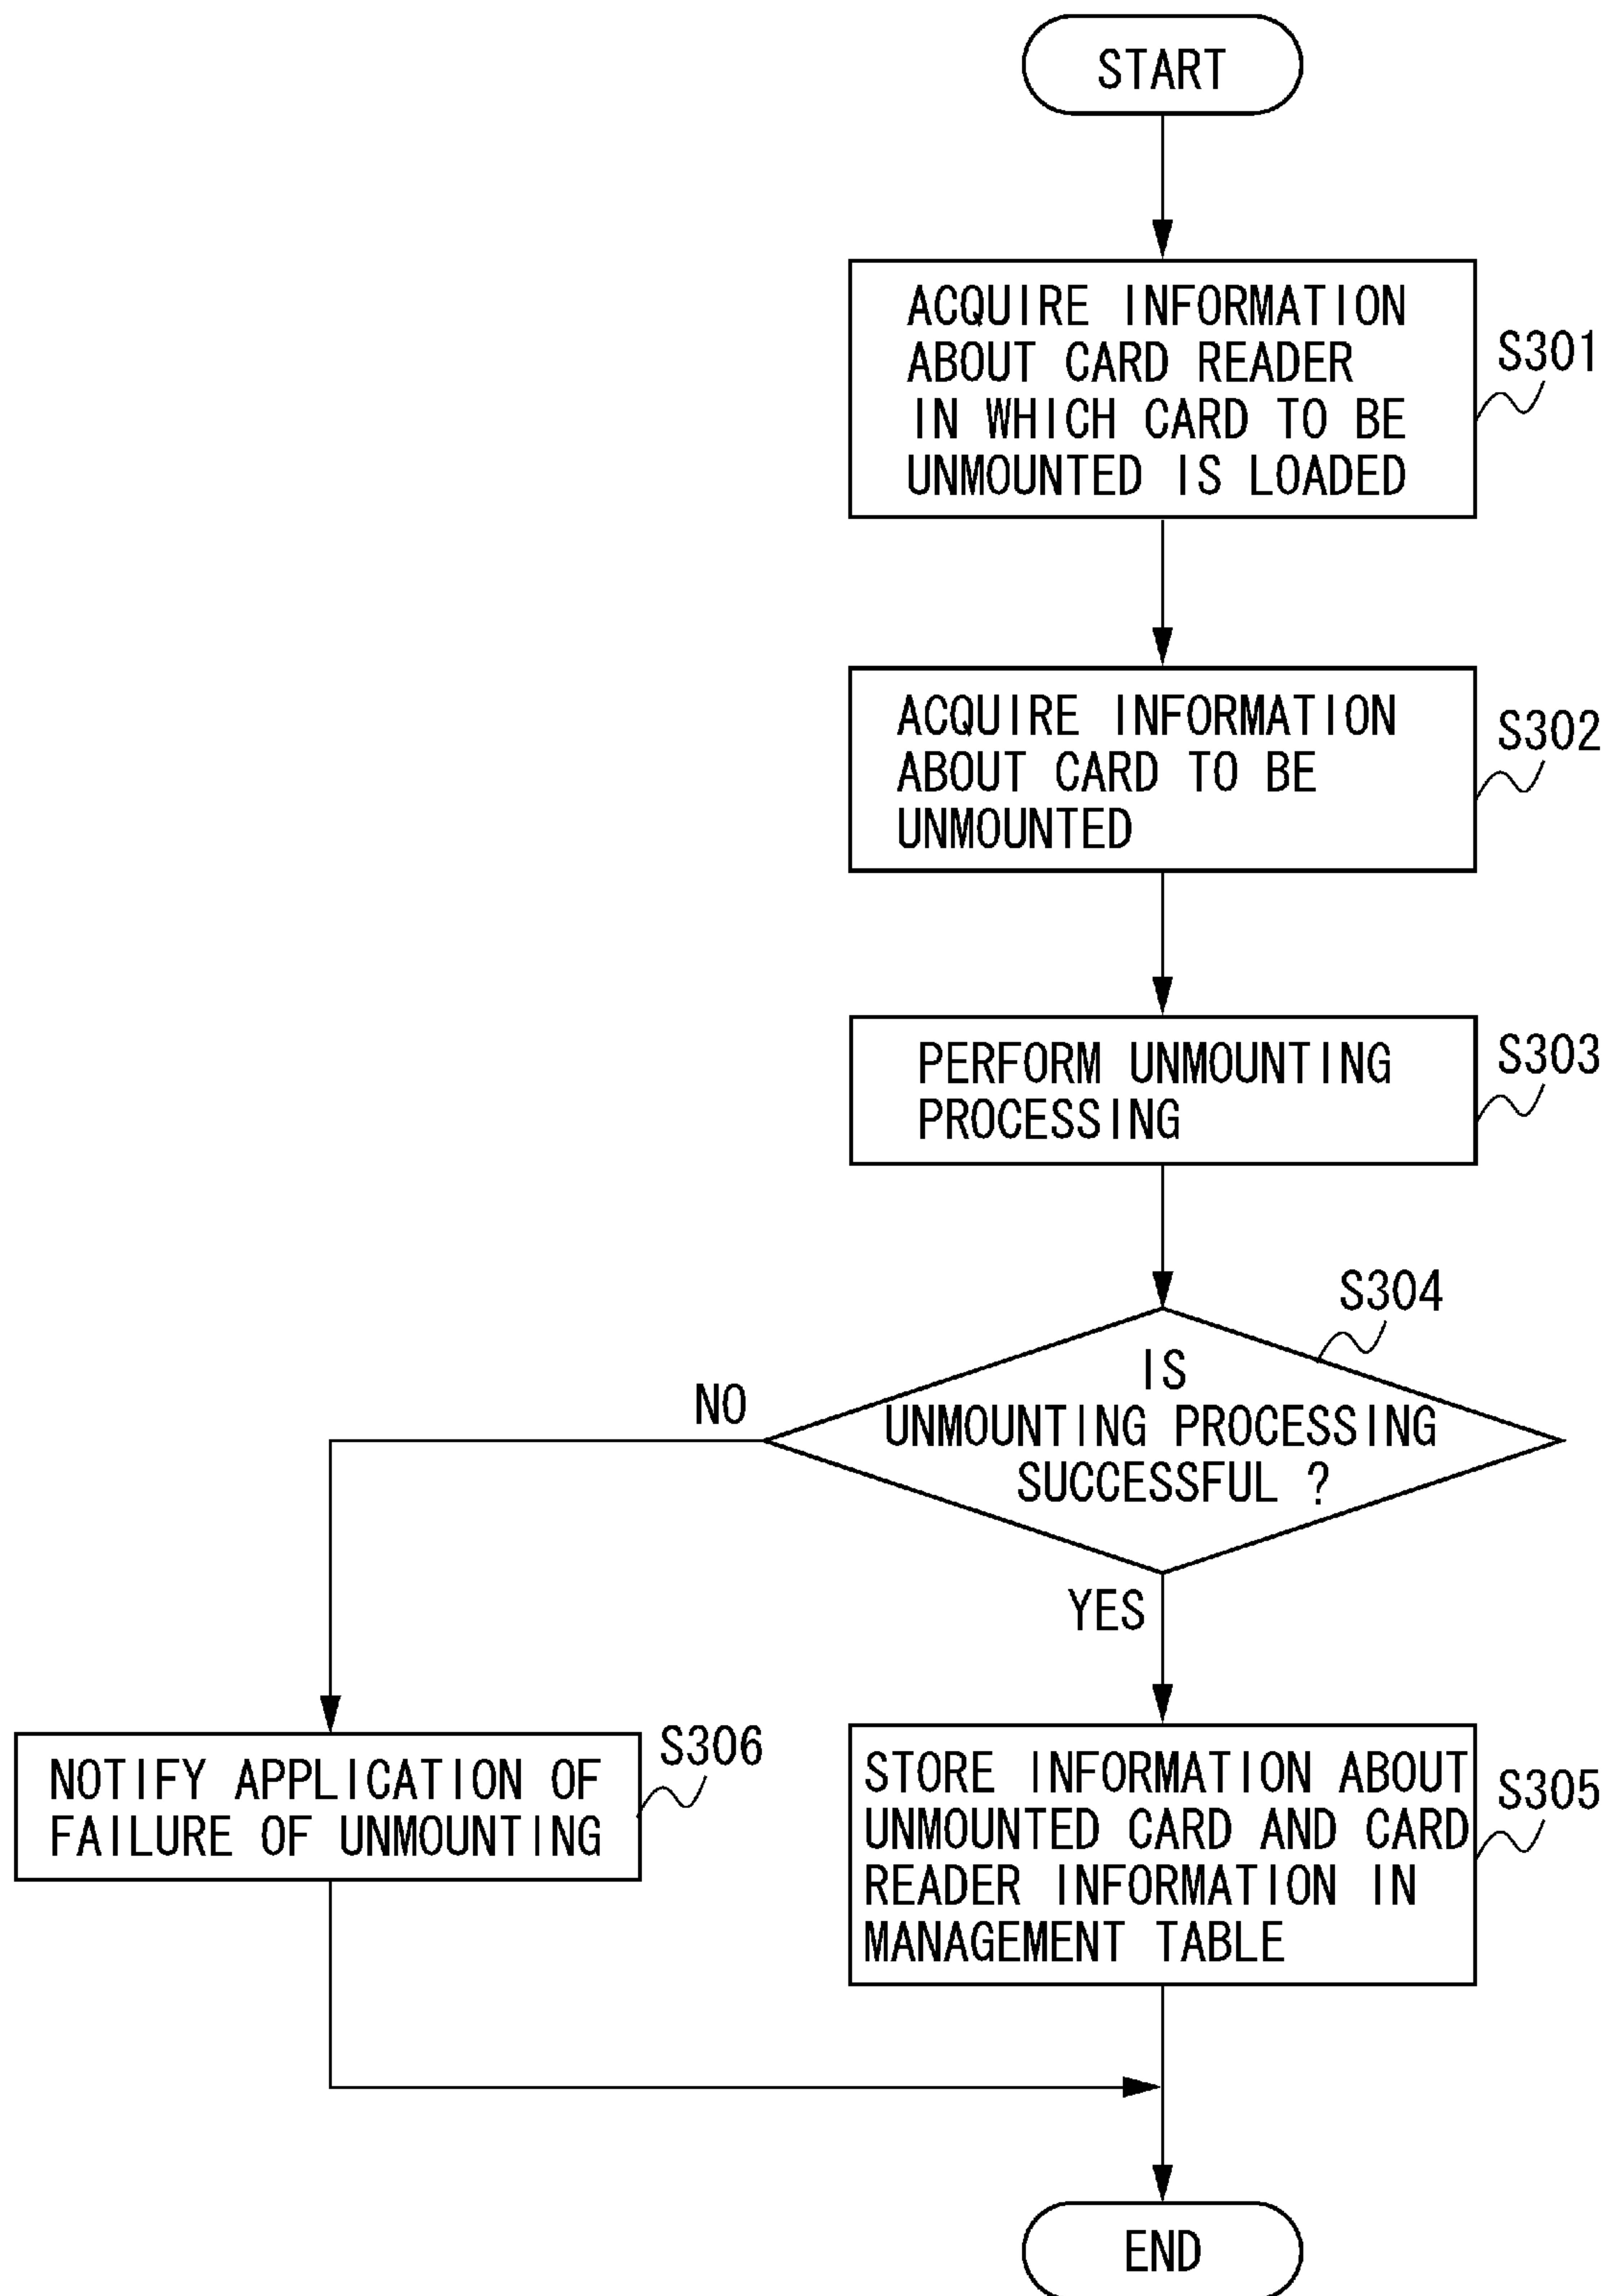 START
ACQUIRE INFORMATION
ABOUT CARD READER
IN WHICH CARD TO BE
UNMOUNTED IS LOADED
S301
ACQUIRE INFORMATION
ABOUT CARD TO BE
UNMOUNTED
S302
PERFORM UNMOUNTING
PROCESSING
S303
S304
IS
UNMOUNTING PROCESSING
SUCCESSFUL ?
NO
YES
NOTIFY APPLICATION OF
FAILURE OF UNMOUNTING
S306
STORE INFORMATION ABOUT
UNMOUNTED CARD AND CARD
READER INFORMATION IN
MANAGEMENT TABLE
S305
END